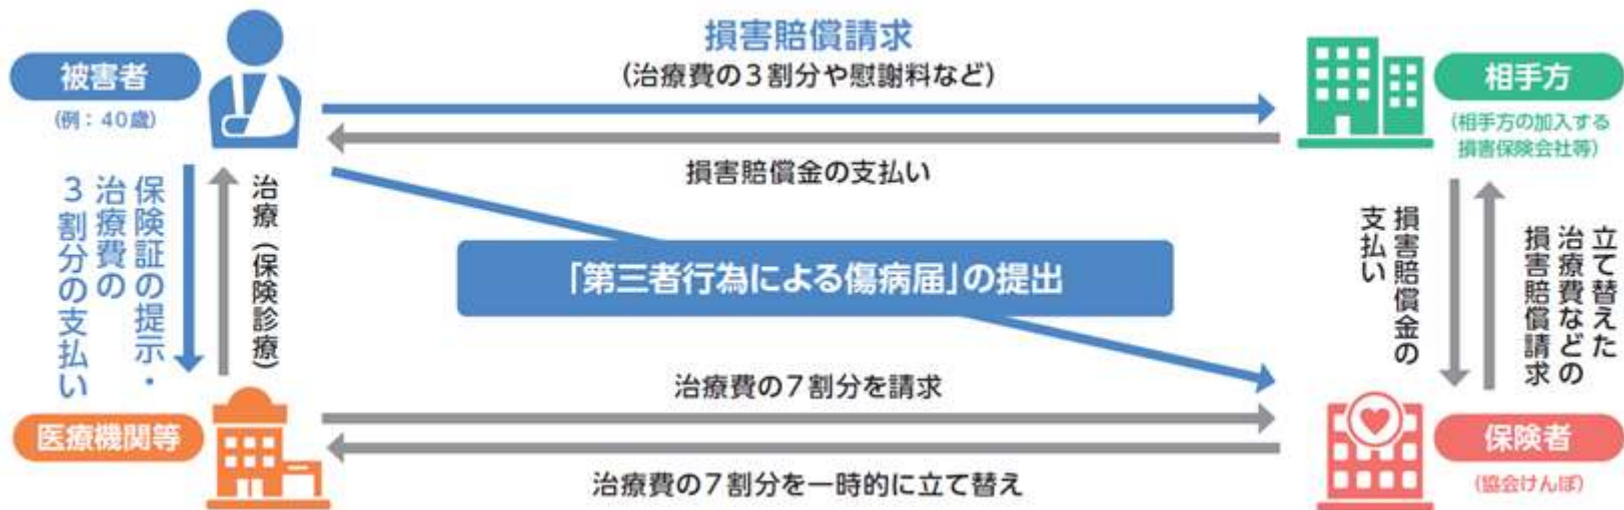 損害賠償請求
(治療費の3割分や慰謝料など)
被害者
(例:40歳)
相手方
(相手方の加入する
損害保険会社等)
損害賠償金の支払い
保険証の提示・
治療費の
3割分の支払い
治療(保険診療)
「第三者行為による傷病届」の提出
損害賠償金の
支払い
立て替えた
治療費などの
損害賠償請求
治療費の7割分を請求
医療機関等
保険者
(協会けんぽ)
治療費の7割分を一時的に立て替え